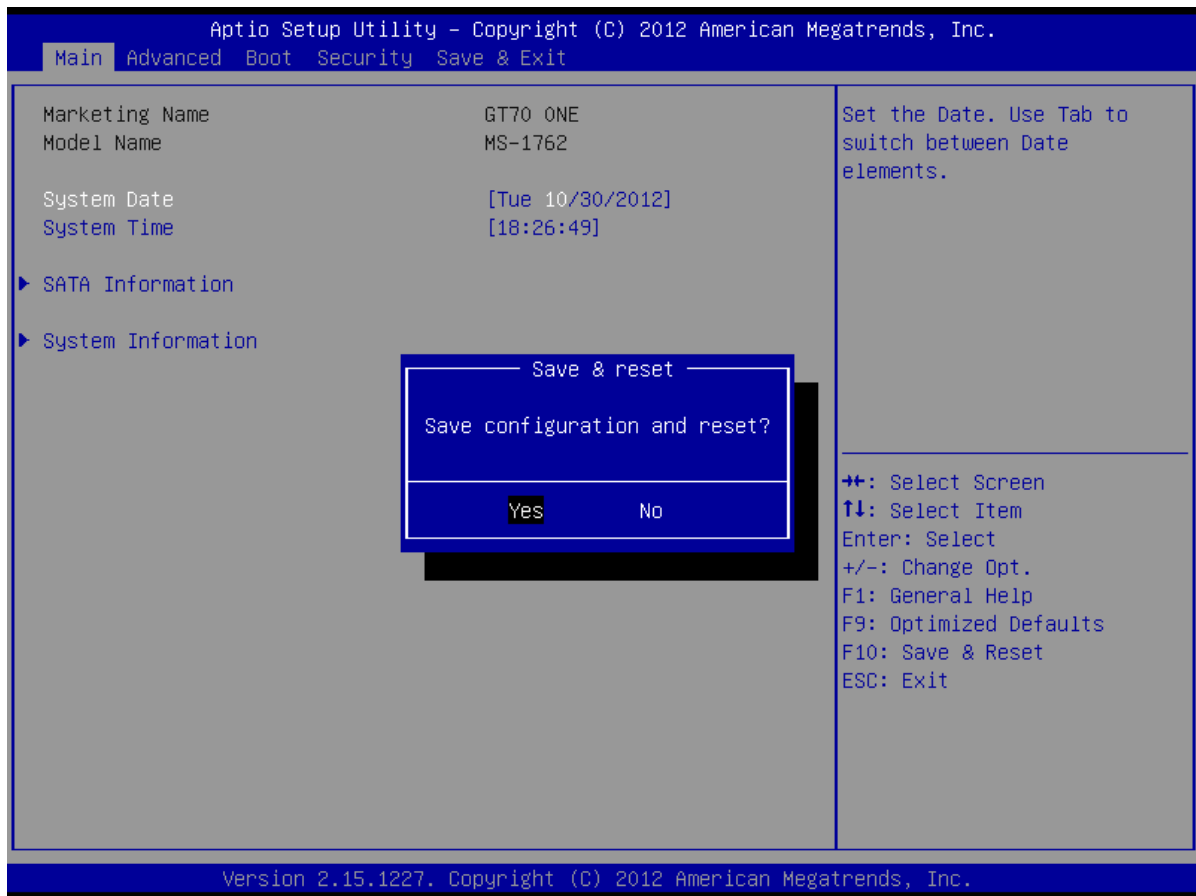 Aptio Setup Utility – Copyright (C) 2012 American Megatrends, Inc.
Main Advanced Boot Security Save & Exit
Marketing Name GT70 ONE
Model Name MS-1762
System Date [Tue 10/30/2012]
System Time [18:26:49]
SATA Information
System Information
Set the Date. Use Tab to
switch between Date
elements.
Save & reset
Save configuration and reset?
Yes No
→←: Select Screen
↑↓: Select Item
Enter: Select
+/-: Change Opt.
F1: General Help
F9: Optimized Defaults
F10: Save & Reset
ESC: Exit
Version 2.15.1227. Copyright (C) 2012 American Megatrends, Inc.